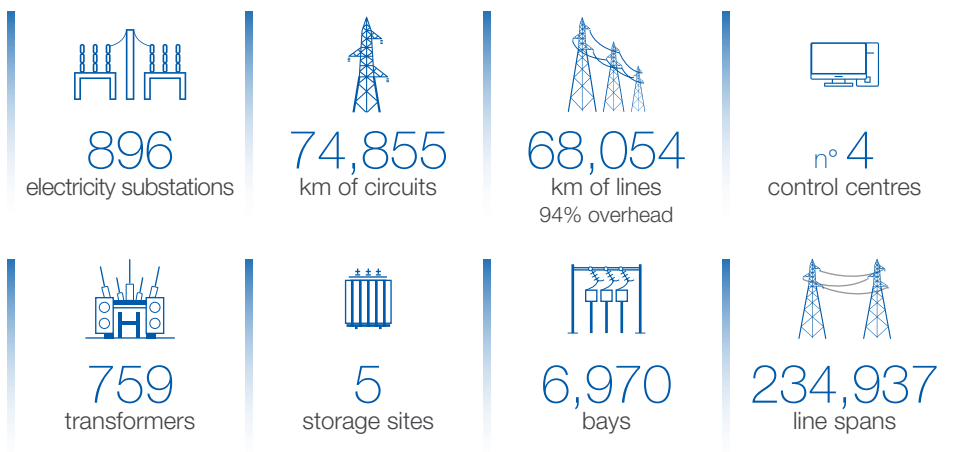 896
electricity substations
74,855
km of circuits
68,054
km of lines
94% overhead
n° 4
control centres
759
transformers
5
storage sites
6,970
bays
234,937
line spans